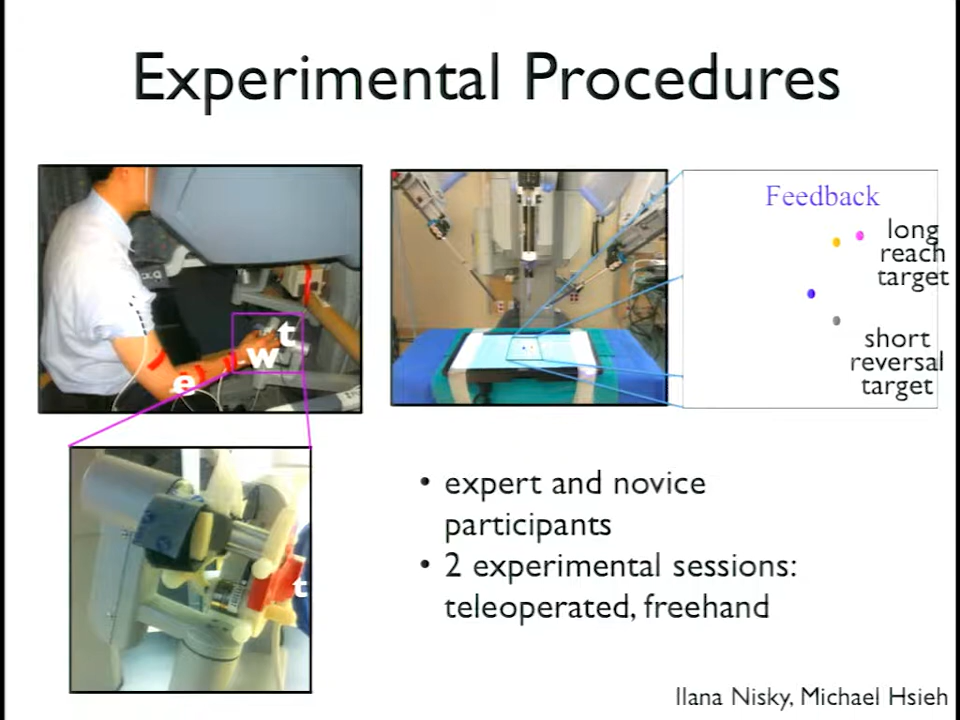 Experimental Procedures
Feedback
long
reach
target
short
reversal
target
e
w
t
t
• expert and novice
participants
• 2 experimental sessions:
teleoperated, freehand
Ilana Nisky, Michael Hsieh